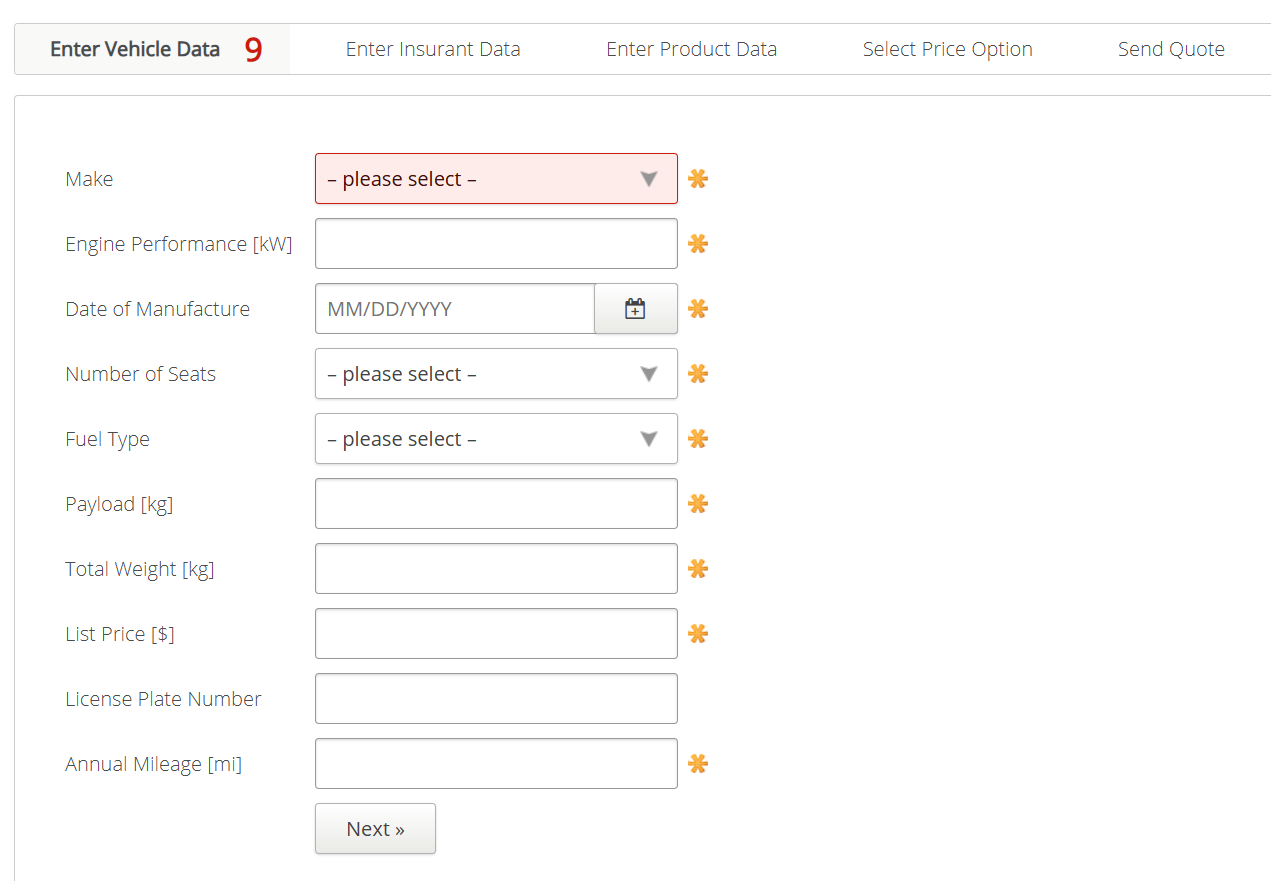 Enter Vehicle Data 9 Enter Insurant Data Enter Product Data Select Price Option Send Quote
Make – please select –
Engine Performance [kW]
Date of Manufacture MM/DD/YYYY
Number of Seats – please select –
Fuel Type – please select –
Payload [kg]
Total Weight [kg]
List Price [$]
License Plate Number
Annual Mileage [mi]
Next »